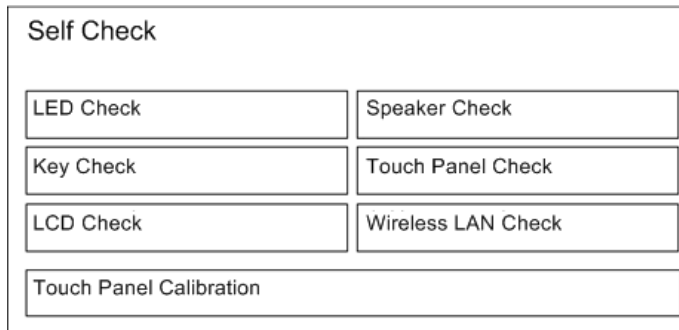 Self Check
LED Check
Speaker Check
Key Check
Touch Panel Check
LCD Check
Wireless LAN Check
Touch Panel Calibration